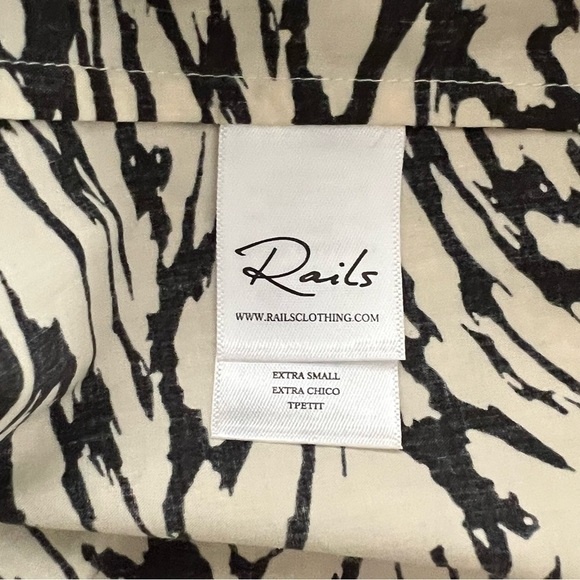 Rails
WWW.RAILSCLOTHING.COM
EXTRA SMALL
EXTRA CHICO
TPETIT